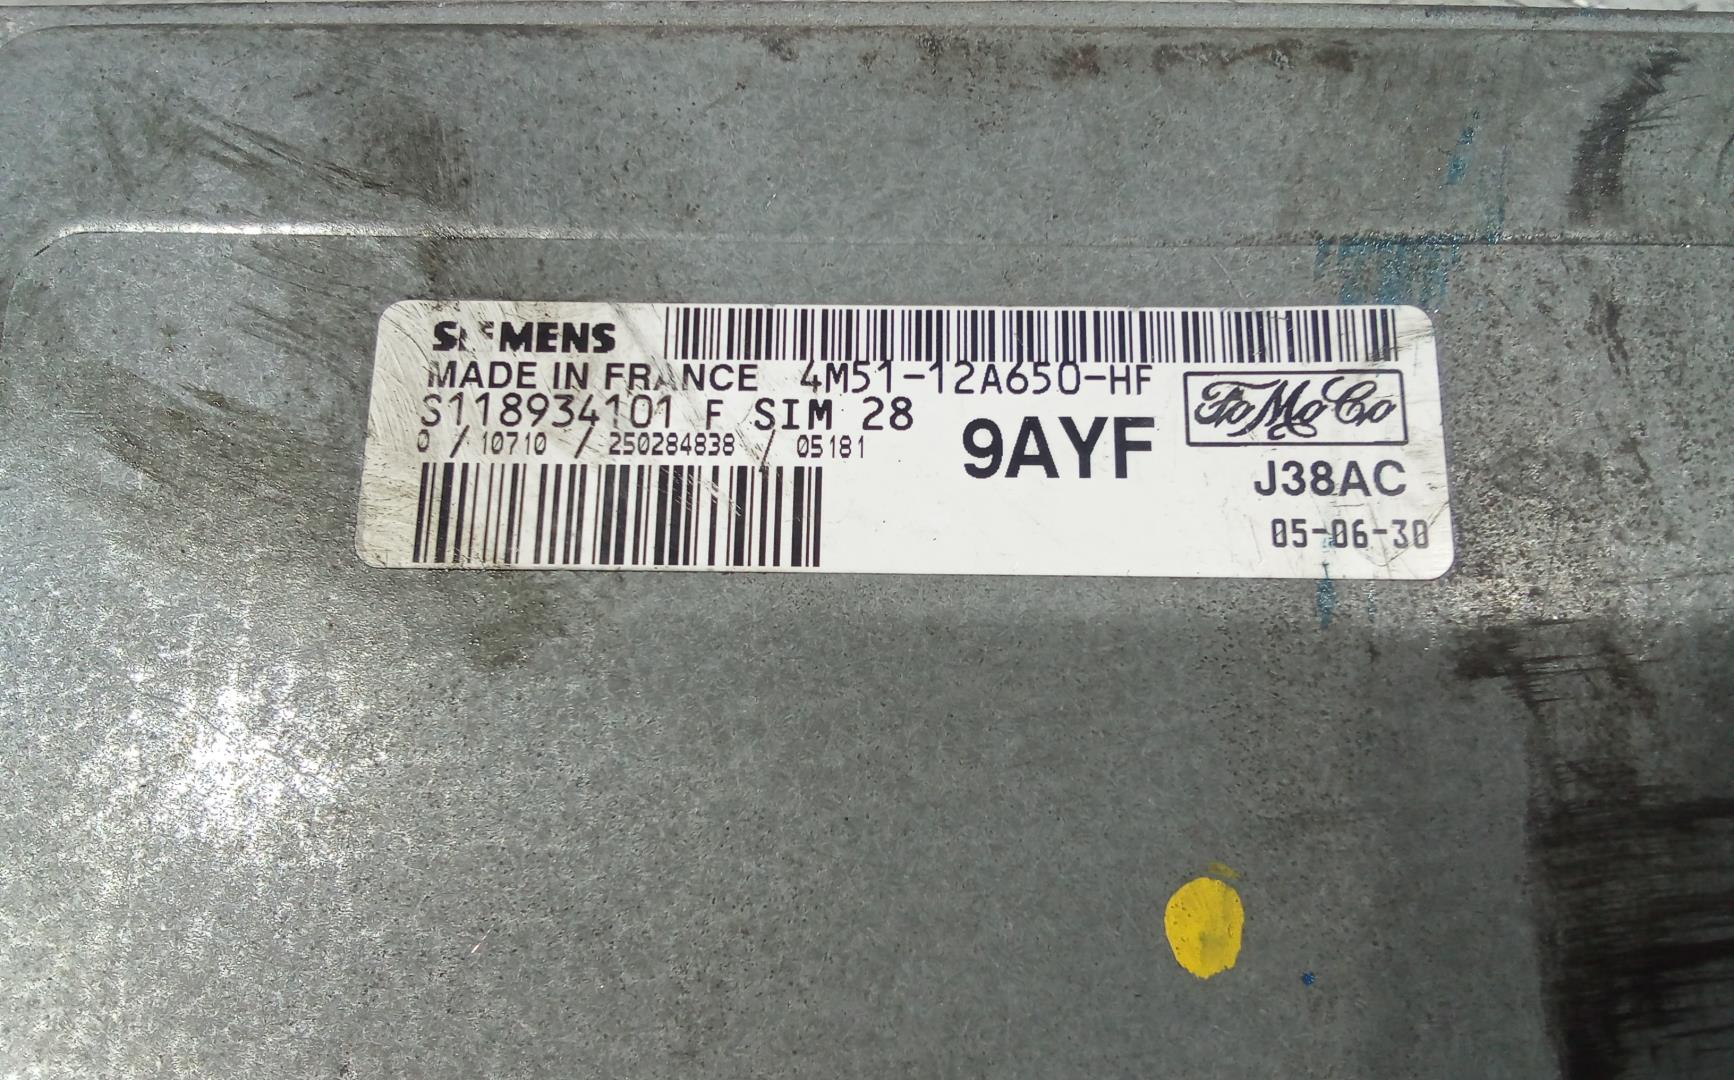 SIEMENS
MADE IN FRANCE 4M51-12A650-HF
S118934101 F SIM 28
0 / 10710 / 250284838 / 05181
9AYF
FoMoCo
J38AC
05-06-30